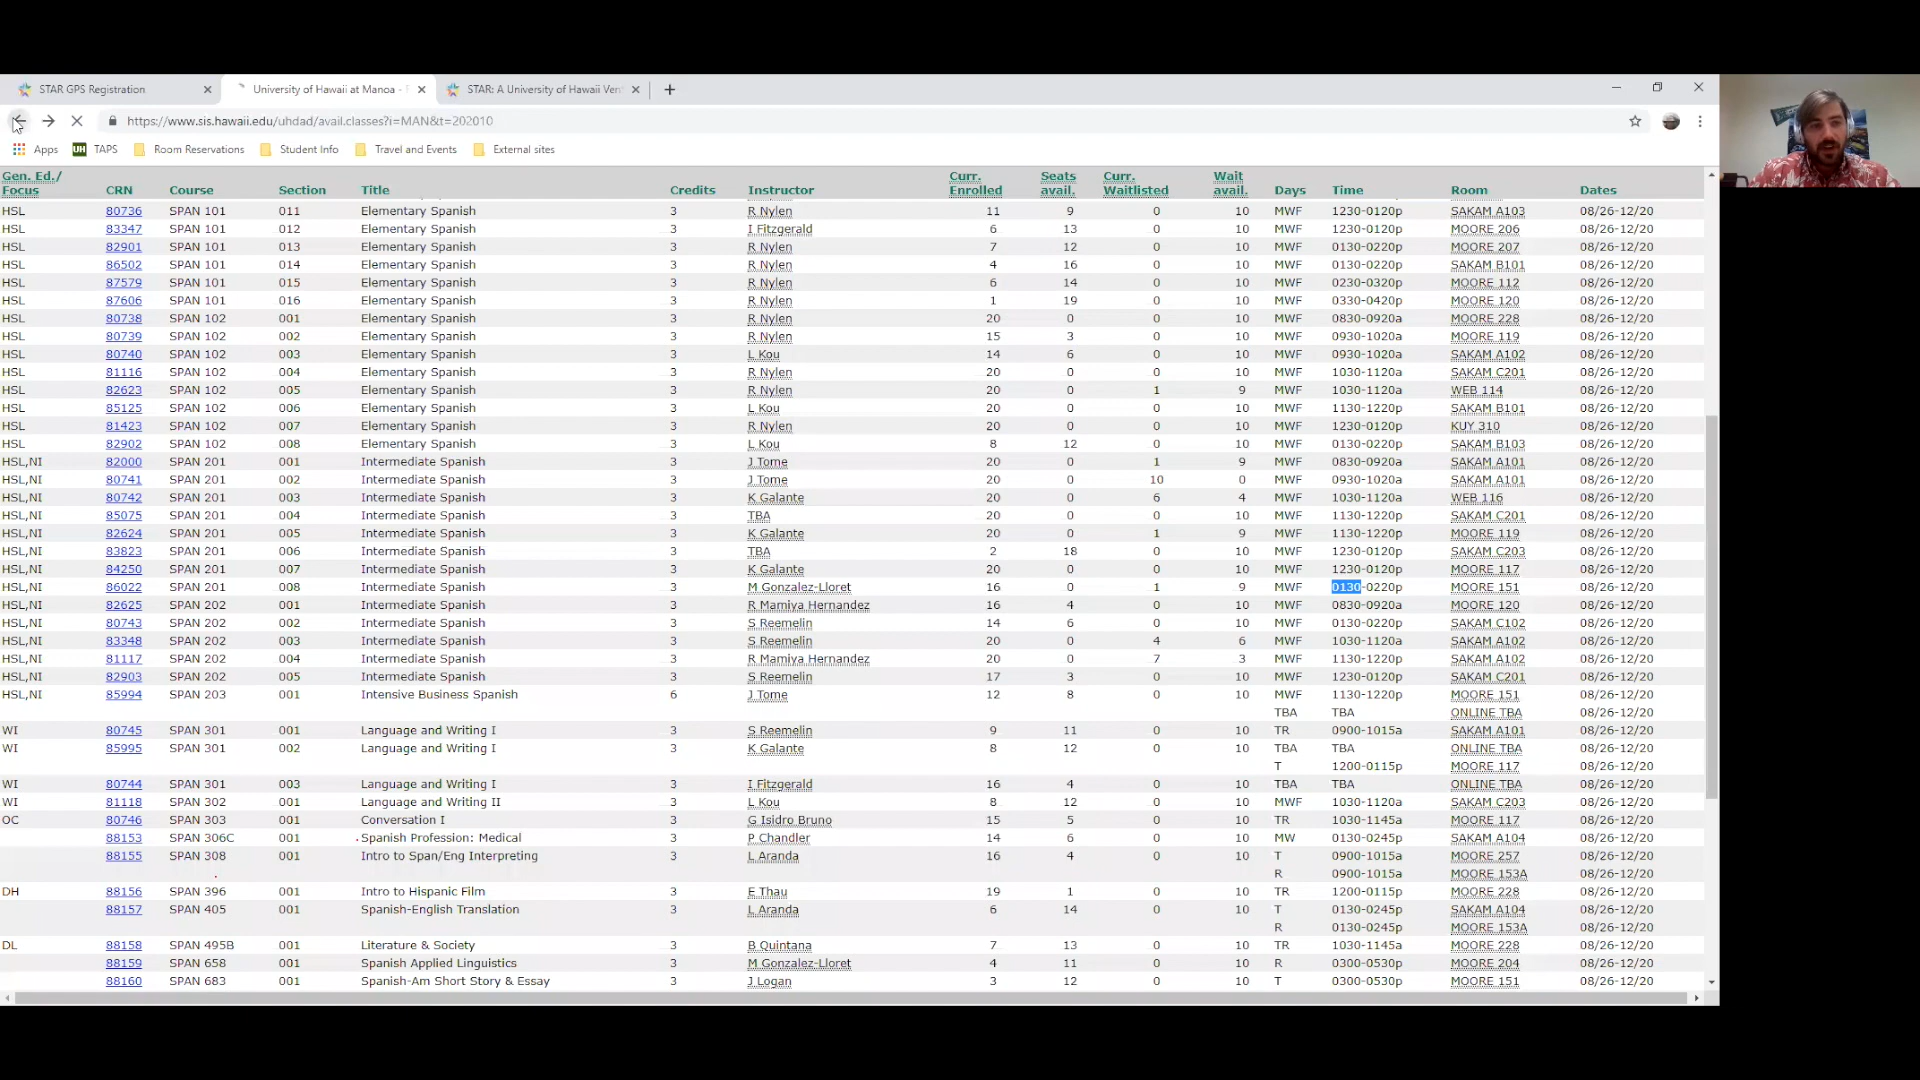 STAR GPS Registration
University of Hawaii at Manoa -
STAR: A University of Hawaii Ver
https://www.sis.hawaii.edu/uhdad/avail.classes?i=MAN&t=202010
Apps UH TAPS Room Reservations Student Info Travel and Events External sites
Gen. Ed./ Focus CRN Course Section Title Credits Instructor Curr. Enrolled Seats avail. Curr. Waitlisted Wait avail. Days Time Room Dates
HSL 80736 SPAN 101 011 Elementary Spanish 3 R Nylen 11 9 0 10 MWF 1230-0120p SAKAM A103 08/26-12/20
HSL 83347 SPAN 101 012 Elementary Spanish 3 I Fitzgerald 6 13 0 10 MWF 1230-0120p MOORE 206 08/26-12/20
HSL 82901 SPAN 101 013 Elementary Spanish 3 R Nylen 7 12 0 10 MWF 0130-0220p MOORE 207 08/26-12/20
HSL 86502 SPAN 101 014 Elementary Spanish 3 R Nylen 4 16 0 10 MWF 0130-0220p SAKAM B101 08/26-12/20
HSL 87579 SPAN 101 015 Elementary Spanish 3 R Nylen 6 14 0 10 MWF 0230-0320p MOORE 112 08/26-12/20
HSL 87606 SPAN 101 016 Elementary Spanish 3 R Nylen 1 19 0 10 MWF 0330-0420p MOORE 120 08/26-12/20
HSL 80738 SPAN 102 001 Elementary Spanish 3 R Nylen 20 0 0 10 MWF 0830-0920a MOORE 228 08/26-12/20
HSL 80739 SPAN 102 002 Elementary Spanish 3 R Nylen 15 3 0 10 MWF 0930-1020a MOORE 119 08/26-12/20
HSL 80740 SPAN 102 003 Elementary Spanish 3 L Kou 14 6 0 10 MWF 0930-1020a SAKAM A102 08/26-12/20
HSL 81116 SPAN 102 004 Elementary Spanish 3 R Nylen 20 0 0 10 MWF 1030-1120a SAKAM C201 08/26-12/20
HSL 82623 SPAN 102 005 Elementary Spanish 3 R Nylen 20 0 1 9 MWF 1030-1120a WEB 114 08/26-12/20
HSL 85125 SPAN 102 006 Elementary Spanish 3 L Kou 20 0 0 10 MWF 1130-1220p SAKAM B101 08/26-12/20
HSL 81423 SPAN 102 007 Elementary Spanish 3 R Nylen 20 0 0 10 MWF 1230-0120p KUY 310 08/26-12/20
HSL 82902 SPAN 102 008 Elementary Spanish 3 L Kou 8 12 0 10 MWF 0130-0220p SAKAM B103 08/26-12/20
HSL,NI 82000 SPAN 201 001 Intermediate Spanish 3 J Tome 20 0 1 9 MWF 0830-0920a SAKAM A101 08/26-12/20
HSL,NI 80741 SPAN 201 002 Intermediate Spanish 3 J Tome 20 0 10 0 MWF 0930-1020a SAKAM A101 08/26-12/20
HSL,NI 80742 SPAN 201 003 Intermediate Spanish 3 K Galante 20 0 6 4 MWF 1030-1120a WEB 116 08/26-12/20
HSL,NI 85075 SPAN 201 004 Intermediate Spanish 3 TBA 20 0 0 10 MWF 1130-1220p SAKAM C201 08/26-12/20
HSL,NI 82624 SPAN 201 005 Intermediate Spanish 3 K Galante 20 0 1 9 MWF 1130-1220p MOORE 119 08/26-12/20
HSL,NI 83823 SPAN 201 006 Intermediate Spanish 3 TBA 2 18 0 10 MWF 1230-0120p SAKAM C203 08/26-12/20
HSL,NI 84250 SPAN 201 007 Intermediate Spanish 3 K Galante 20 0 0 10 MWF 1230-0120p MOORE 117 08/26-12/20
HSL,NI 86022 SPAN 201 008 Intermediate Spanish 3 M Gonzalez-Lloret 16 0 1 9 MWF 0130-0220p MOORE 151 08/26-12/20
HSL,NI 82625 SPAN 202 001 Intermediate Spanish 3 R Mamiya Hernandez 16 4 0 10 MWF 0830-0920a MOORE 120 08/26-12/20
HSL,NI 80743 SPAN 202 002 Intermediate Spanish 3 S Reemelin 14 6 0 10 MWF 0130-0220p SAKAM C102 08/26-12/20
HSL,NI 83348 SPAN 202 003 Intermediate Spanish 3 S Reemelin 20 0 4 6 MWF 1030-1120a SAKAM A102 08/26-12/20
HSL,NI 81117 SPAN 202 004 Intermediate Spanish 3 R Mamiya Hernandez 20 0 7 3 MWF 1130-1220p SAKAM A102 08/26-12/20
HSL,NI 82903 SPAN 202 005 Intermediate Spanish 3 S Reemelin 17 3 0 10 MWF 1230-0120p SAKAM C201 08/26-12/20
HSL,NI 85994 SPAN 203 001 Intensive Business Spanish 6 J Tome 12 8 0 10 MWF 1130-1220p MOORE 151 08/26-12/20
TBA TBA ONLINE TBA 08/26-12/20
WI 80745 SPAN 301 001 Language and Writing I 3 S Reemelin 9 11 0 10 TR 0900-1015a SAKAM A101 08/26-12/20
WI 85995 SPAN 301 002 Language and Writing I 3 K Galante 8 12 0 10 TBA TBA ONLINE TBA 08/26-12/20
T 1200-0115p MOORE 117 08/26-12/20
WI 80744 SPAN 301 003 Language and Writing I 3 I Fitzgerald 16 4 0 10 TBA TBA ONLINE TBA 08/26-12/20
WI 81118 SPAN 302 001 Language and Writing II 3 L Kou 8 12 0 10 MWF 1030-1120a SAKAM C203 08/26-12/20
OC 80746 SPAN 303 001 Conversation I 3 G Isidro Bruno 15 5 0 10 TR 1030-1145a MOORE 117 08/26-12/20
88153 SPAN 306C 001 Spanish Profession: Medical 3 P Chandler 14 6 0 10 MW 0130-0245p SAKAM A104 08/26-12/20
88155 SPAN 308 001 Intro to Span/Eng Interpreting 3 L Aranda 16 4 0 10 T 0900-1015a MOORE 257 08/26-12/20
R 0900-1015a MOORE 153A 08/26-12/20
DH 88156 SPAN 396 001 Intro to Hispanic Film 3 E Thau 19 1 0 10 TR 1200-0115p MOORE 228 08/26-12/20
88157 SPAN 405 001 Spanish-English Translation 3 L Aranda 6 14 0 10 T 0130-0245p SAKAM A104 08/26-12/20
R 0130-0245p MOORE 153A 08/26-12/20
DL 88158 SPAN 495B 001 Literature & Society 3 B Quintana 7 13 0 10 TR 1030-1145a MOORE 228 08/26-12/20
88159 SPAN 658 001 Spanish Applied Linguistics 3 M Gonzalez-Lloret 4 11 0 10 R 0300-0530p MOORE 204 08/26-12/20
88160 SPAN 683 001 Spanish-Am Short Story & Essay 3 J Logan 3 12 0 10 T 0300-0530p MOORE 151 08/26-12/20